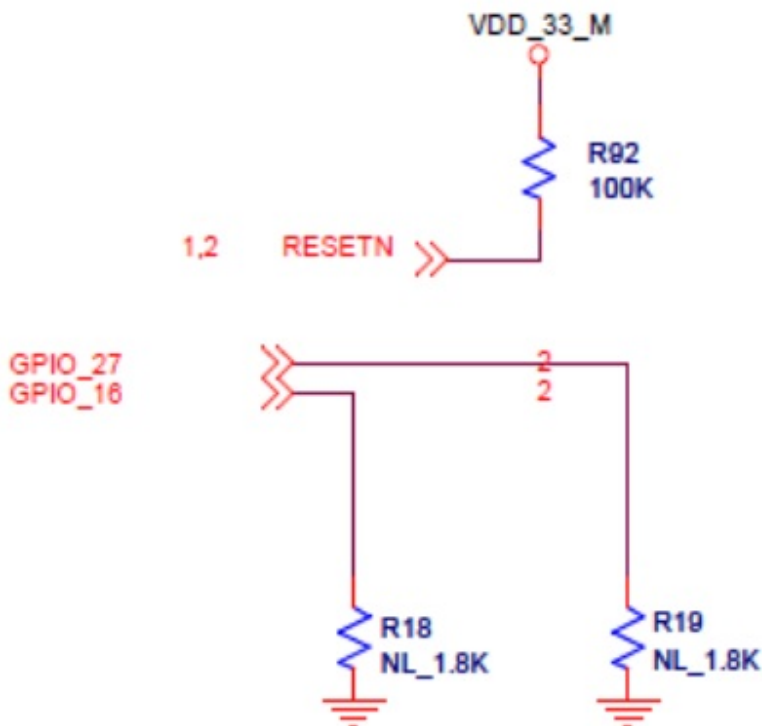 VDD_33_M
R92
100K
1,2 RESETN
GPIO_27 2
GPIO_16 2
R18
NL_1.8K
R19
NL_1.8K